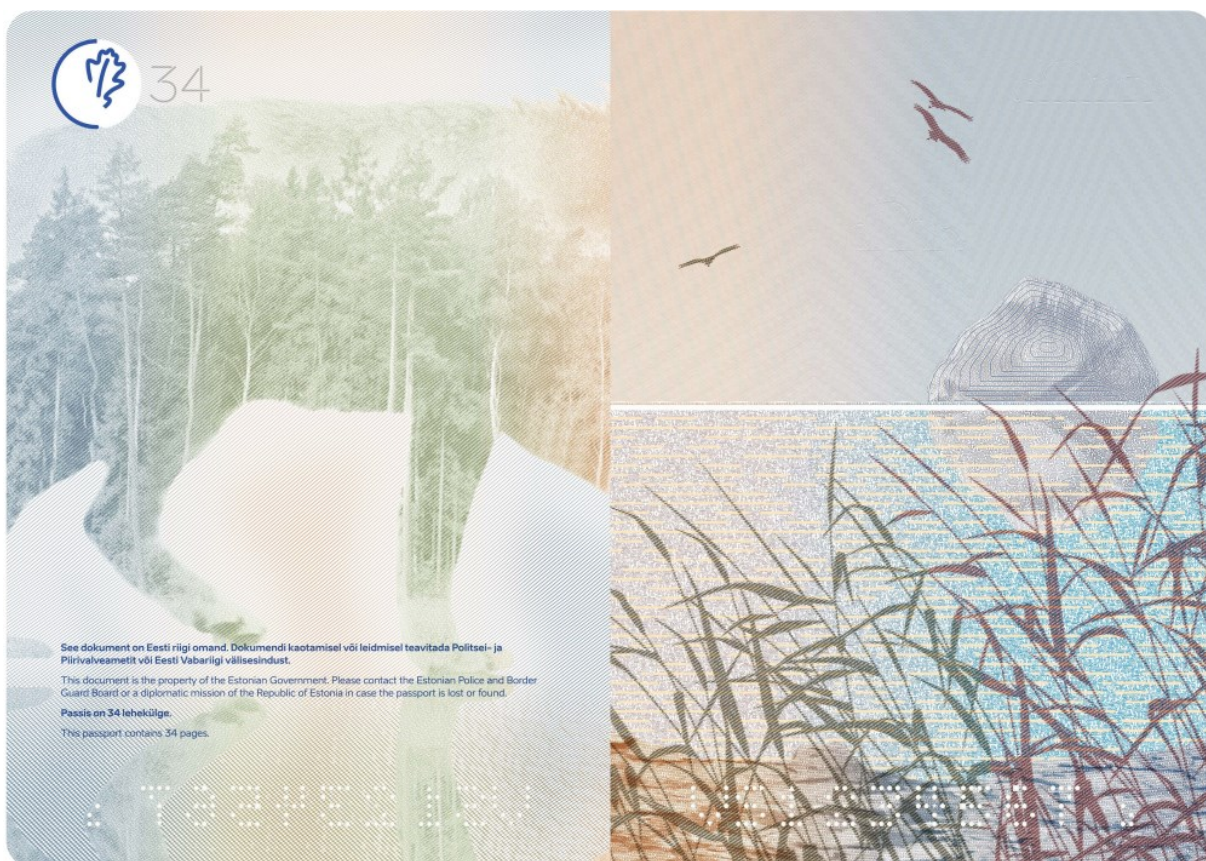 34
See dokument on Eesti riigi omand. Dokumendi kaotamisel või leidmisel teavitada Politsei- ja
Piirivalveametit või Eesti Vabariigi välisesindust.
This document is the property of the Estonian Government. Please contact the Estonian Police and Border
Guard Board or a diplomatic mission of the Republic of Estonia in case the passport is lost or found.
Passis on 34 lehekülge.
This passport contains 34 pages.